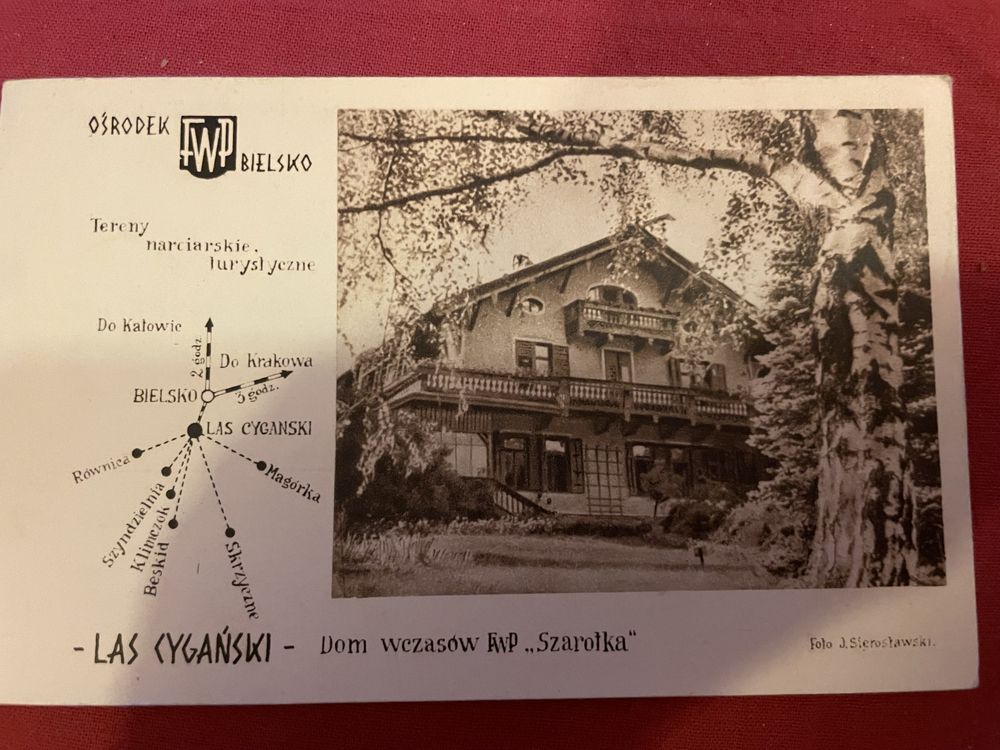 OŚRODEK FWP BIELSKO
Tereny
narciarskie,
turystyczne
Do Katowic
2 godz.
Do Krakowa
3 godz.
BIELSKO
LAS CYGANSKI
Równica
Magórka
Szyndzielnia
Klimczok
Beskid
Skrzyczne
- LAS CYGAŃSKI - Dom wczasów FWP „Szarotka"
Foto J. Sierosławski.